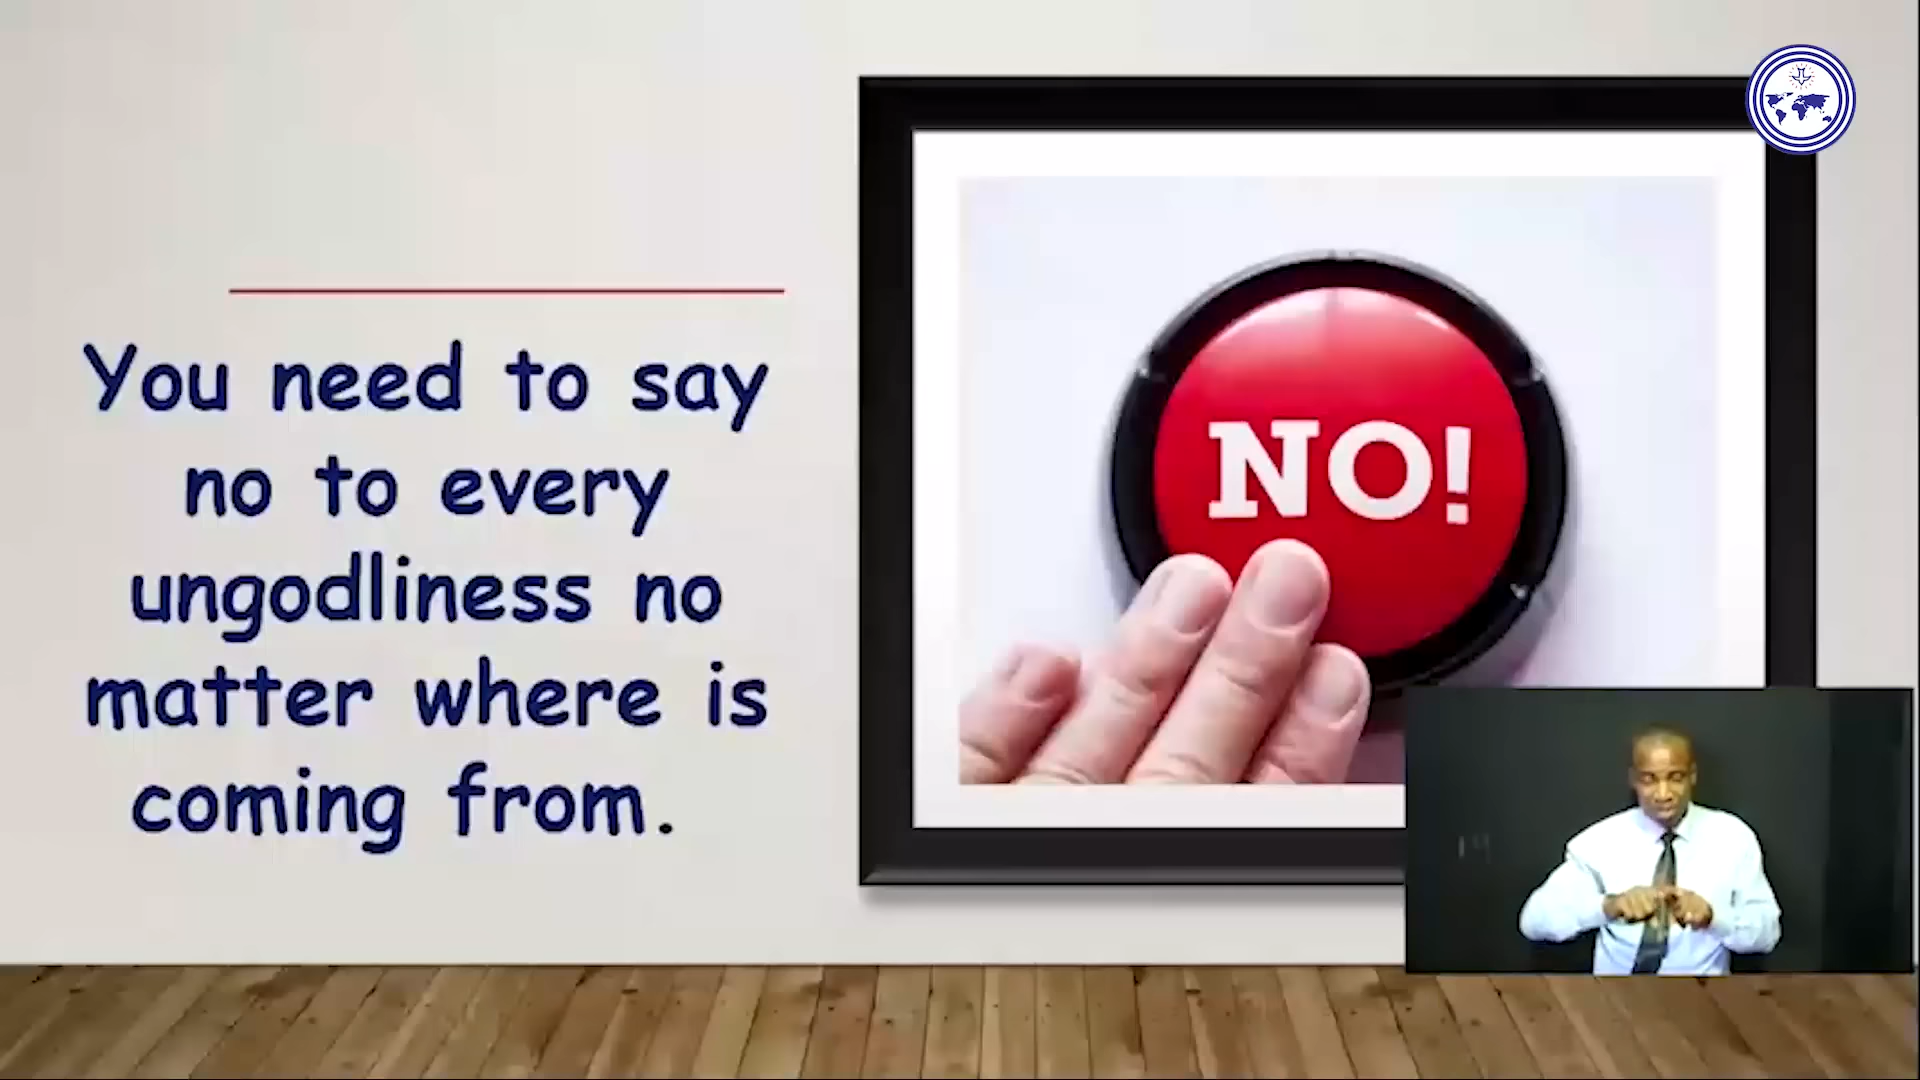 You need to say
no to every
ungodliness no
matter where is
coming from.
NO!